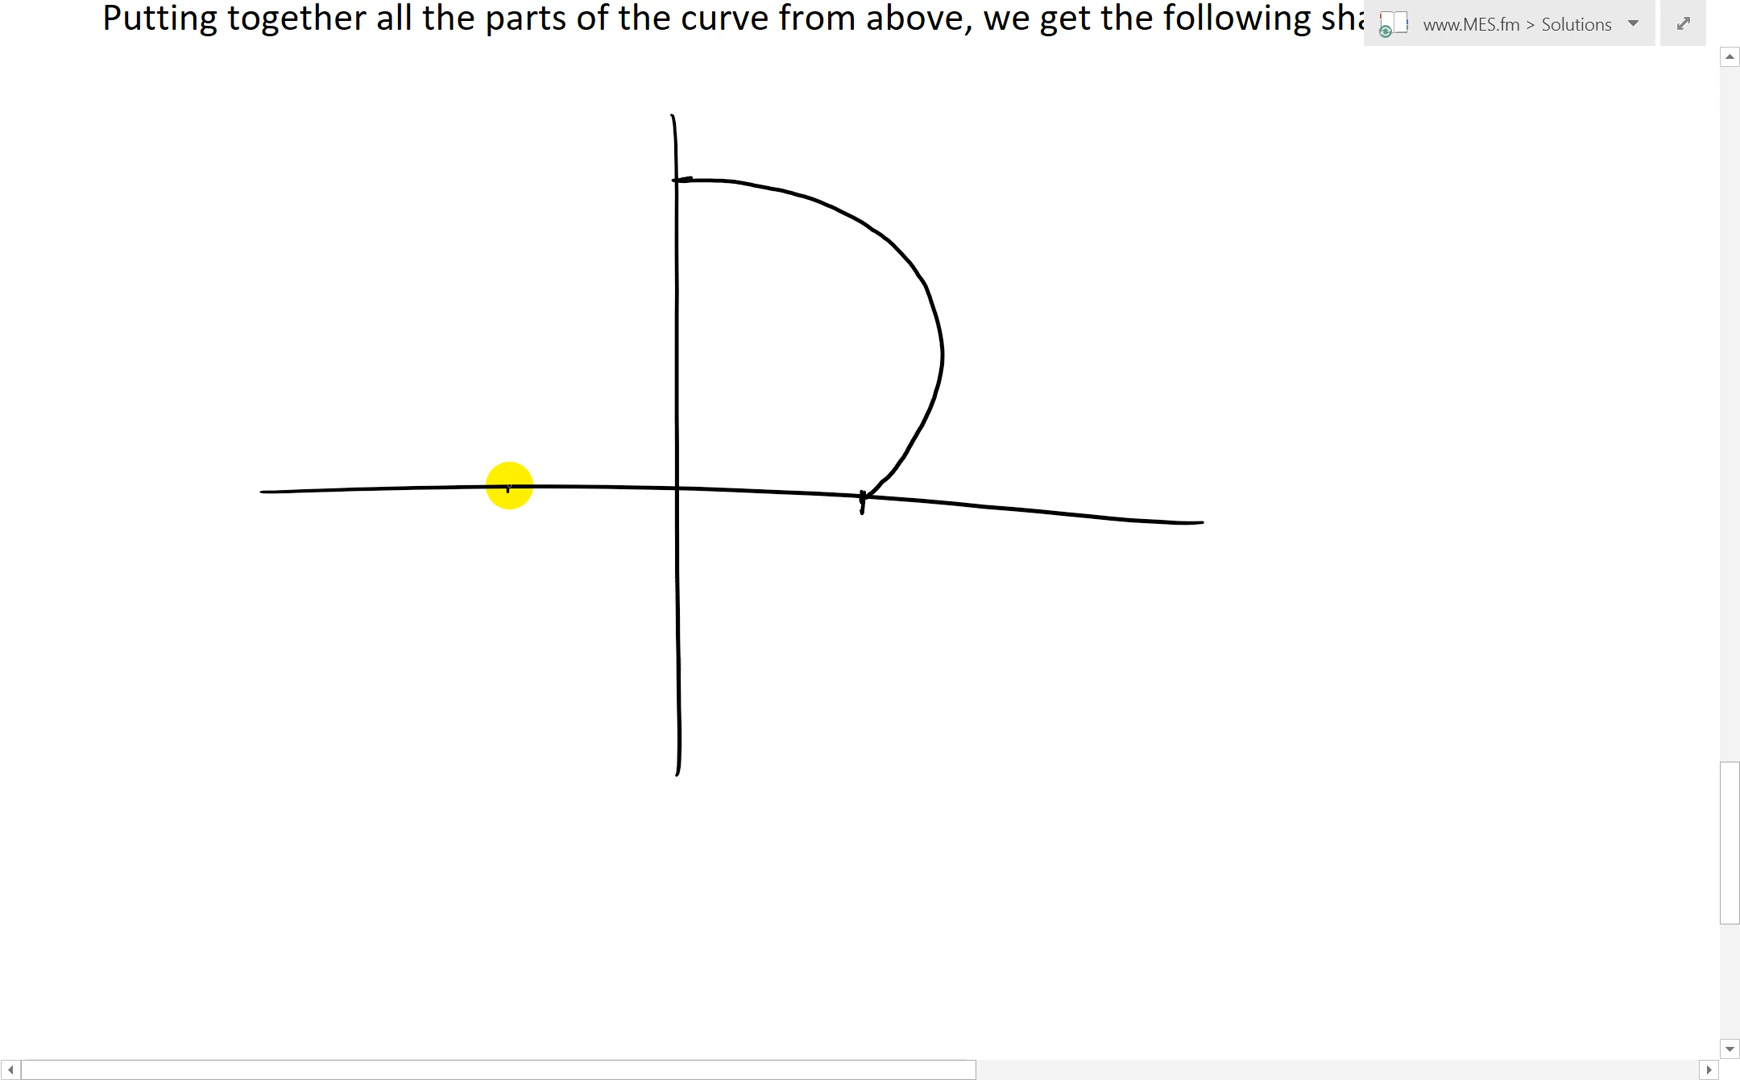 Putting together all the parts of the curve from above, we get the following sha
www.MES.fm > Solutions